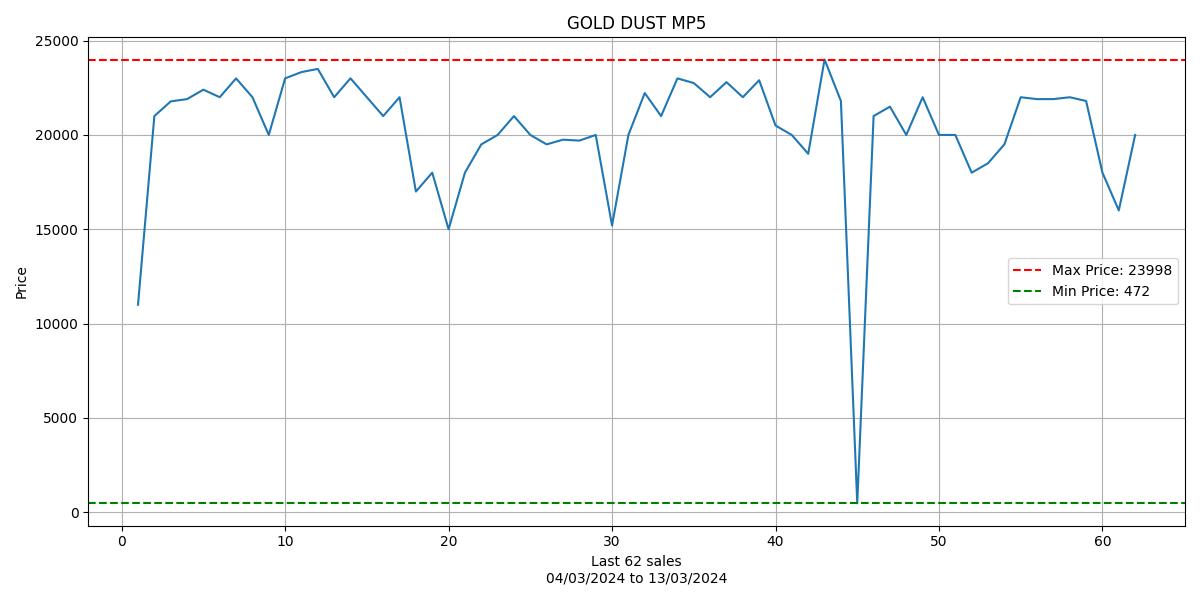 GOLD DUST MP5
25000
20000
15000
10000
5000
0
Price
Max Price: 23998
Min Price: 472
0 10 20 30 40 50 60
Last 62 sales
04/03/2024 to 13/03/2024